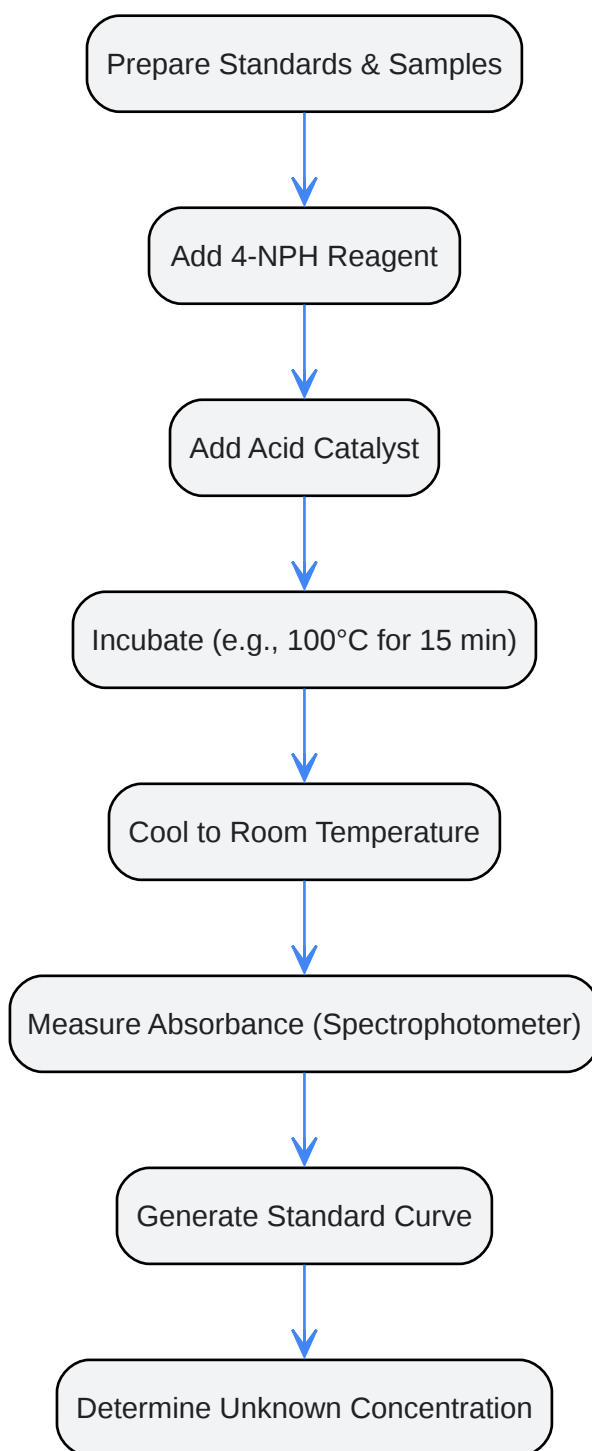 Prepare Standards & Samples
Add 4-NPH Reagent
Add Acid Catalyst
Incubate (e.g., 100°C for 15 min)
Cool to Room Temperature
Measure Absorbance (Spectrophotometer)
Generate Standard Curve
Determine Unknown Concentration